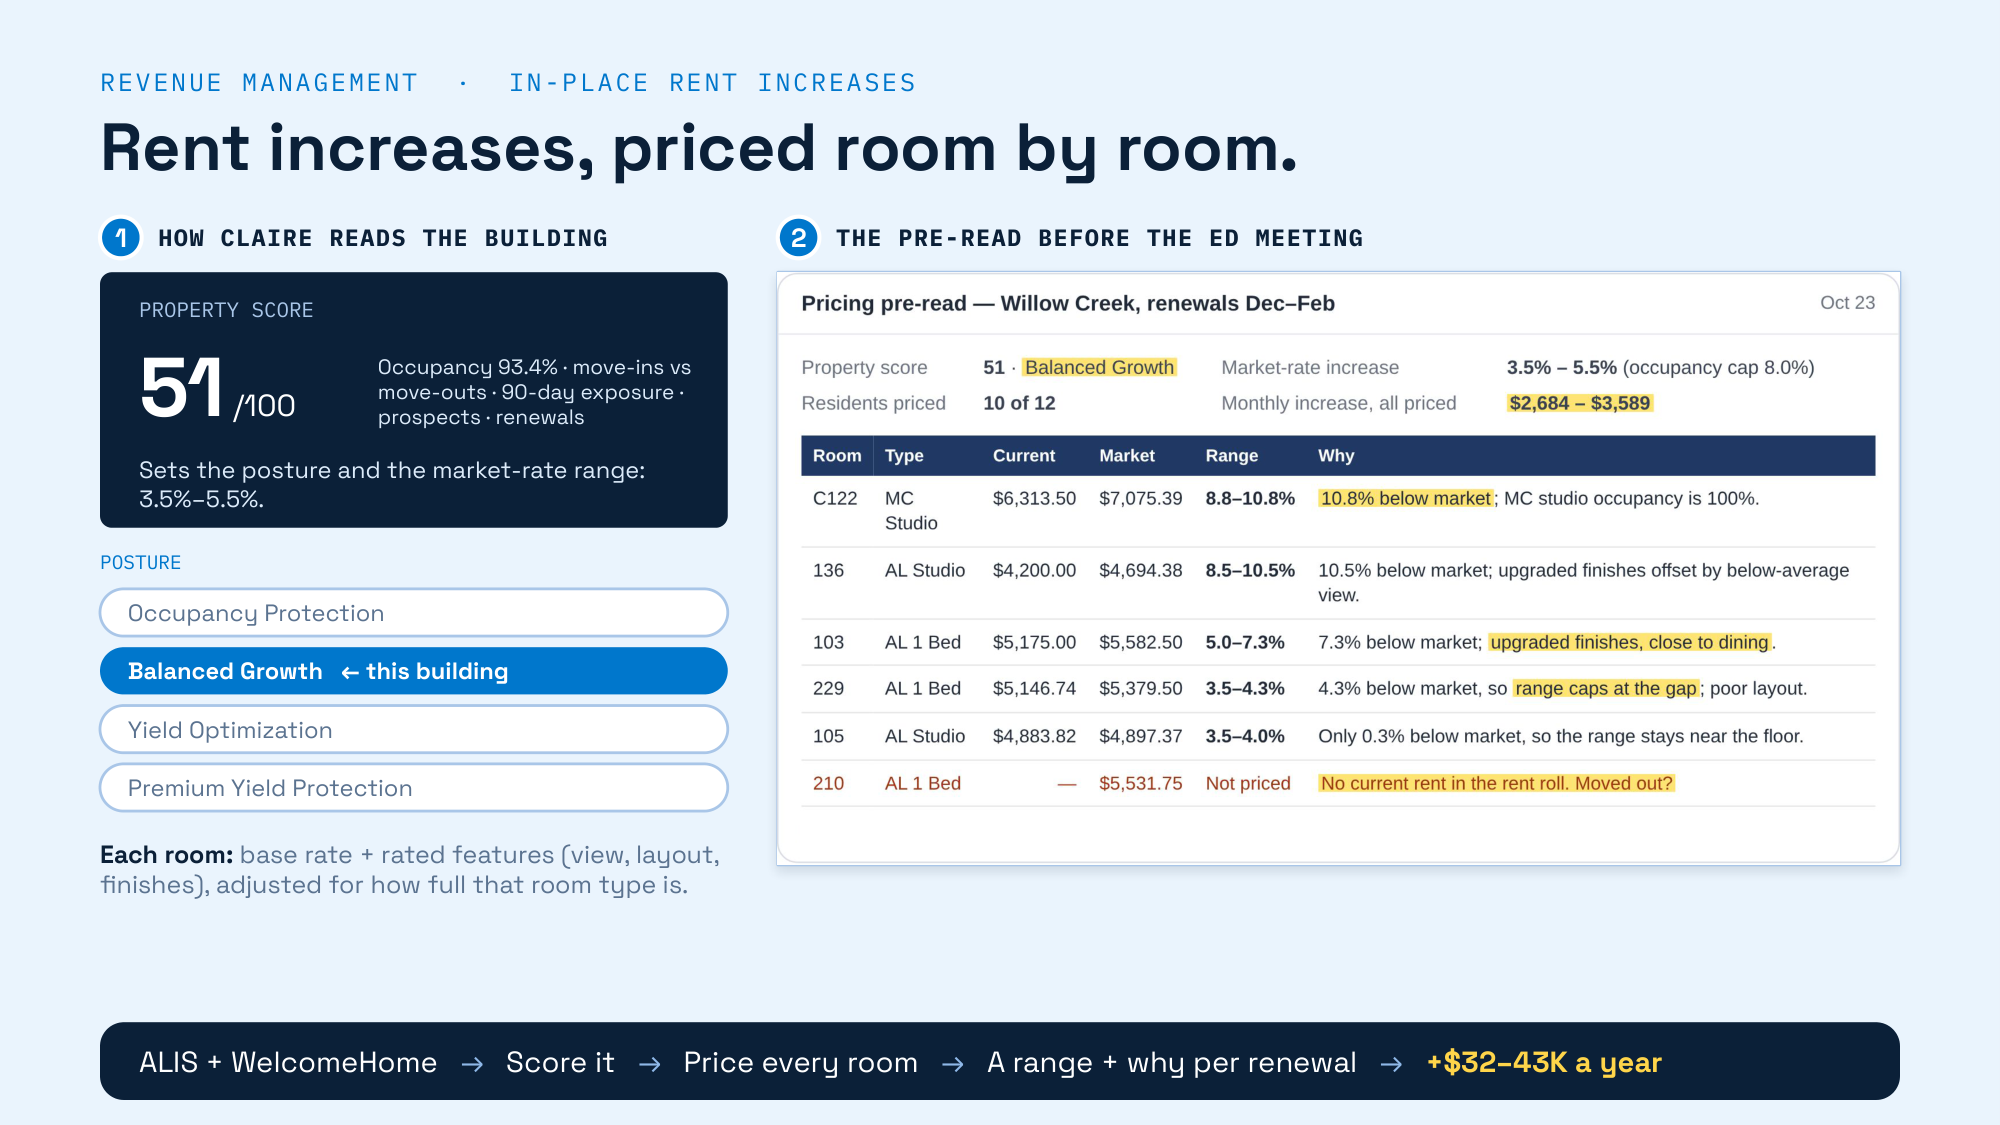 REVENUE MANAGEMENT · IN-PLACE RENT INCREASES
Rent increases, priced room by room.
1 HOW CLAIRE READS THE BUILDING
PROPERTY SCORE
51 /100
Occupancy 93.4% · move-ins vs
move-outs · 90-day exposure ·
prospects · renewals
Sets the posture and the market-rate range:
3.5%–5.5%.
POSTURE
Occupancy Protection
Balanced Growth ← this building
Yield Optimization
Premium Yield Protection
Each room: base rate + rated features (view, layout,
finishes), adjusted for how full that room type is.
2 THE PRE-READ BEFORE THE ED MEETING
Pricing pre-read — Willow Creek, renewals Dec–Feb Oct 23
Property score 51 · Balanced Growth Market-rate increase 3.5% – 5.5% (occupancy cap 8.0%)
Residents priced 10 of 12 Monthly increase, all priced $2,684 – $3,589
Room Type Current Market Range Why
C122 MC Studio $6,313.50 $7,075.39 8.8–10.8% 10.8% below market; MC studio occupancy is 100%.
136 AL Studio $4,200.00 $4,694.38 8.5–10.5% 10.5% below market; upgraded finishes offset by below-average
view.
103 AL 1 Bed $5,175.00 $5,582.50 5.0–7.3% 7.3% below market; upgraded finishes, close to dining.
229 AL 1 Bed $5,146.74 $5,379.50 3.5–4.3% 4.3% below market, so range caps at the gap; poor layout.
105 AL Studio $4,883.82 $4,897.37 3.5–4.0% Only 0.3% below market, so the range stays near the floor.
210 AL 1 Bed — $5,531.75 Not priced No current rent in the rent roll. Moved out?
ALIS + WelcomeHome → Score it → Price every room → A range + why per renewal → +$32–43K a year